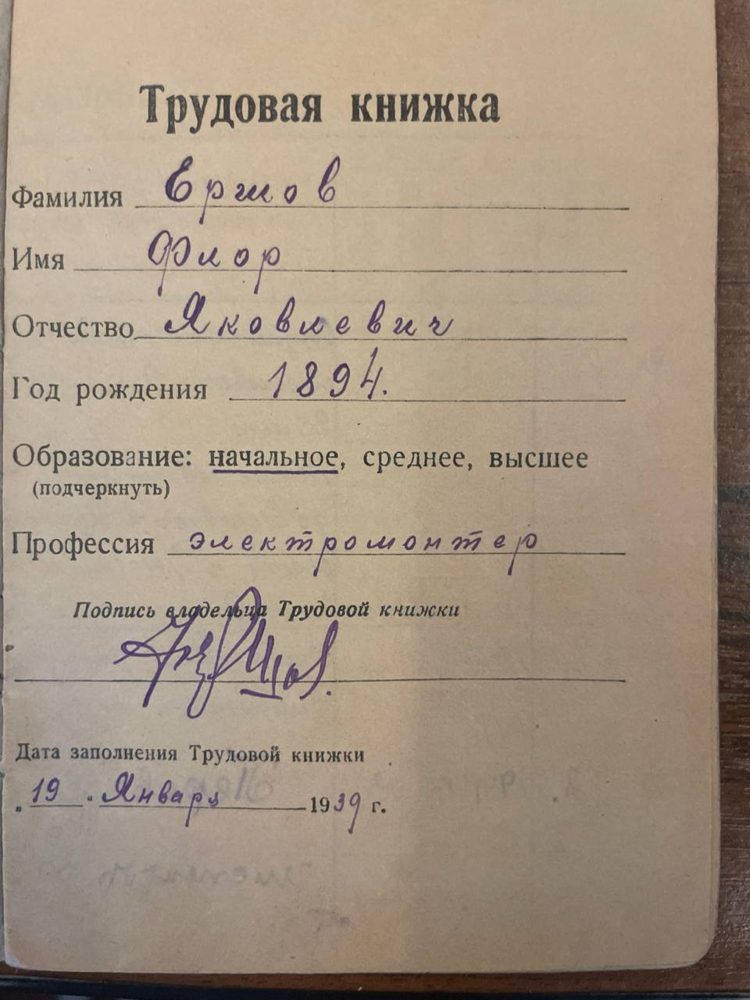 Трудовая книжка
Фамилия Ершов
Имя Флор
Отчество Яковлевич
Год рождения 1894.
Образование: начальное, среднее, высшее
(подчеркнуть)
Профессия электромонтер
Подпись владельца Трудовой книжки
Дата заполнения Трудовой книжки
„19" Января 1939 г.